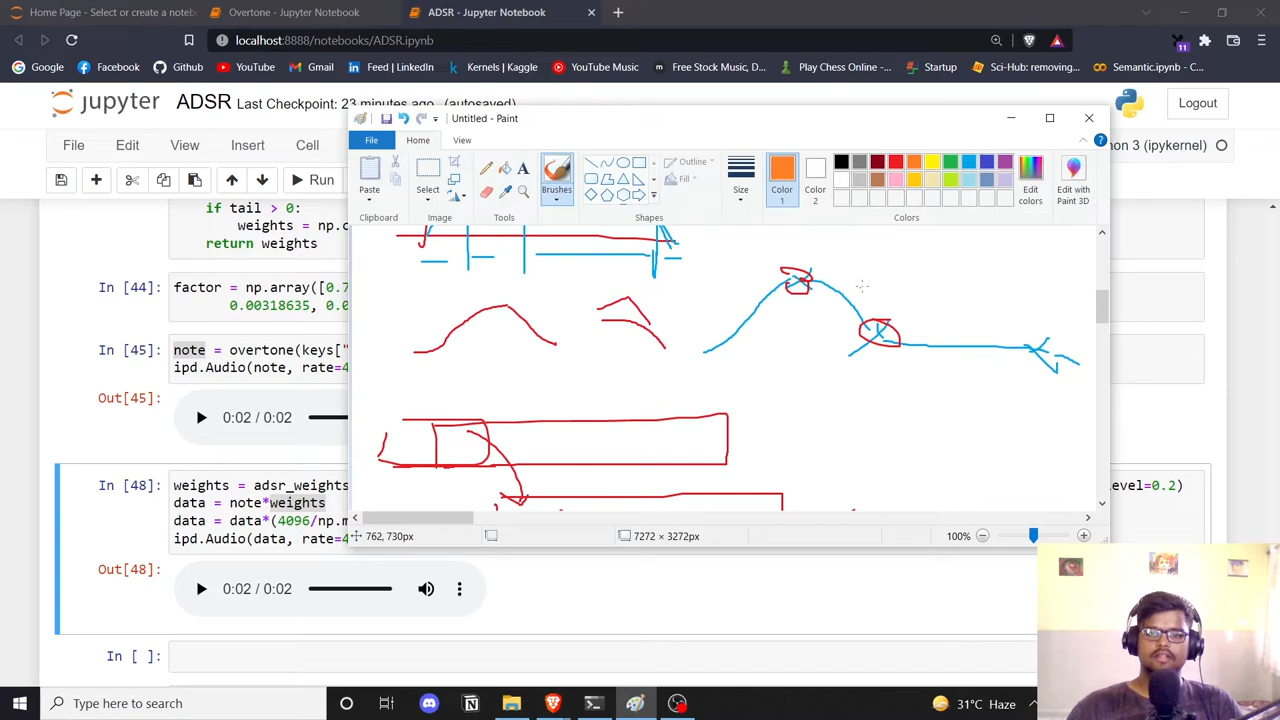 Home Page - Select or create a noteb
Overtone - Jupyter Notebook
ADSR - Jupyter Notebook
localhost:8888/notebooks/ADSR.ipynb
11
Google
Facebook
Github
YouTube
Gmail
Feed | LinkedIn
Kernels | Kaggle
YouTube Music
Free Stock Music, D...
Play Chess Online -...
Startup
Sci-Hub: removing...
Semantic.ipynb - C...
jupyter
ADSR
Last Checkpoint: 23 minutes ago
(autosaved)
Logout
File
Edit
View
Insert
Cell
n 3 (ipykernel)
Run
Untitled - Paint
File
Home
View
Paste
Select
Brushes
Outline
Fill
Size
Color
1
Color
2
Edit
colors
Edit with
Paint 3D
Clipboard
Image
Tools
Shapes
Colors
if tail > 0:
weights = np.c
return weights
In [44]:
factor = np.array([0.7
0.00318635, 0.0
In [45]:
note = overtone(keys["
ipd.Audio(note, rate=4
Out[45]:
0:02 / 0:02
In [48]:
weights = adsr_weights
level=0.2)
data = note*weights
data = data*(4096/np.m
ipd.Audio(data, rate=4
762, 730px
7272 × 3272px
100%
Out[48]:
0:02 / 0:02
In [ ]:
Type here to search
31°C Haze